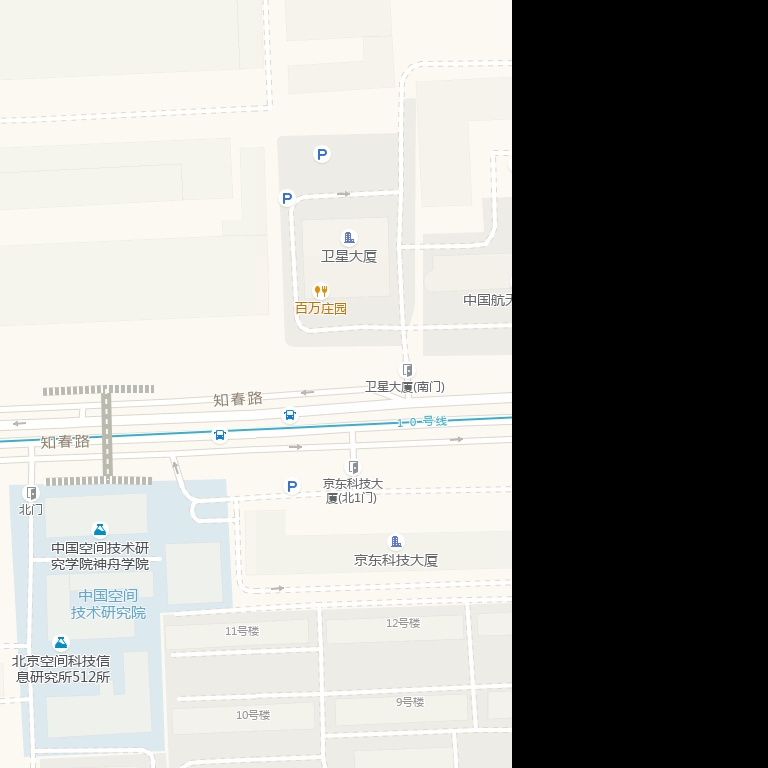 P
P
卫星大厦
百万庄园
中国航天
卫星大厦(南门)
知春路
10号线
知春路
京东科技大
厦(北1门)
P
北门
中国空间技术研
究学院神舟学院
京东科技大厦
中国空间
技术研究院
11号楼
12号楼
北京空间科技信
息研究所512所
10号楼
9号楼